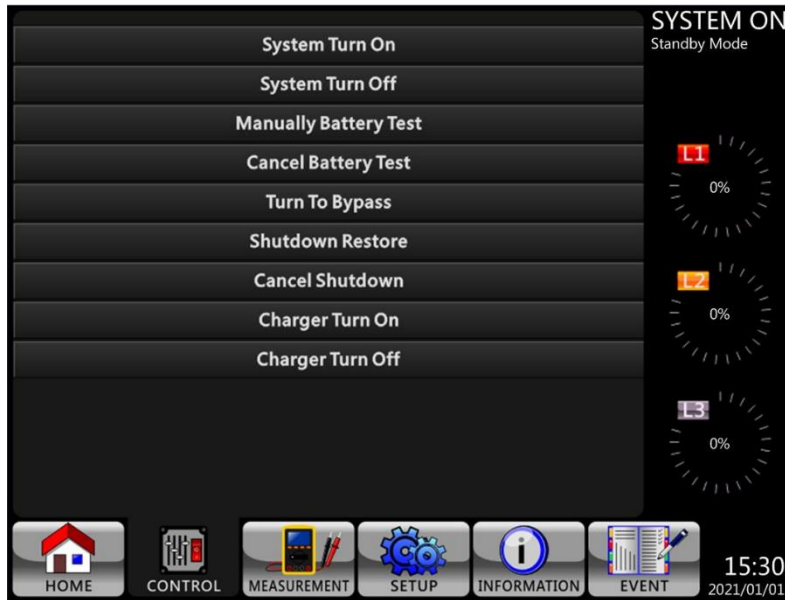 SYSTEM ON
Standby Mode
System Turn On
System Turn Off
Manually Battery Test
Cancel Battery Test
Turn To Bypass
Shutdown Restore
Cancel Shutdown
Charger Turn On
Charger Turn Off
L1
0%
L2
0%
L3
0%
HOME
CONTROL
MEASUREMENT
SETUP
INFORMATION
EVENT
15:30
2021/01/01